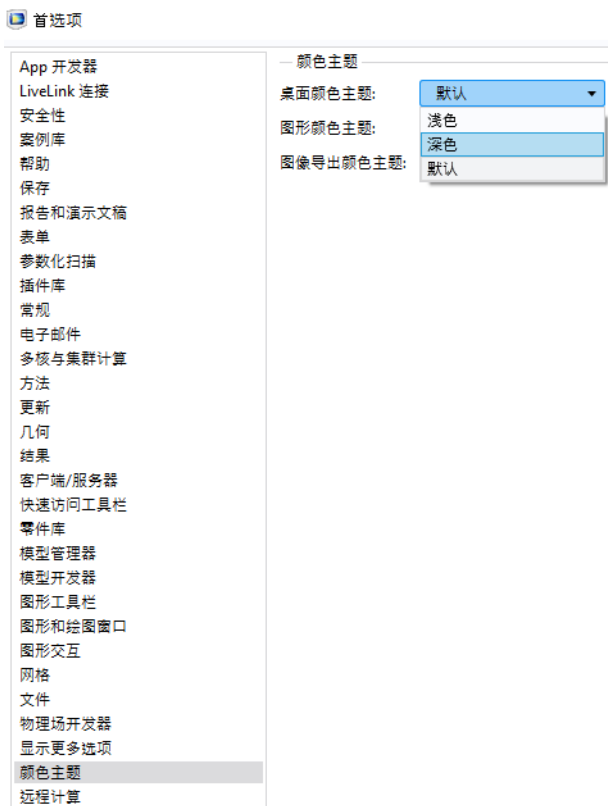 首选项
App 开发器
LiveLink 连接
安全性
案例库
帮助
保存
报告和演示文稿
表单
参数化扫描
插件库
常规
电子邮件
多核与集群计算
方法
更新
几何
结果
客户端/服务器
快速访问工具栏
零件库
模型管理器
模型开发器
图形工具栏
图形和绘图窗口
图形交互
网格
文件
物理场开发器
显示更多选项
颜色主题
远程计算
颜色主题
桌面颜色主题: 默认
浅色
图形颜色主题:
深色
图像导出颜色主题:
默认